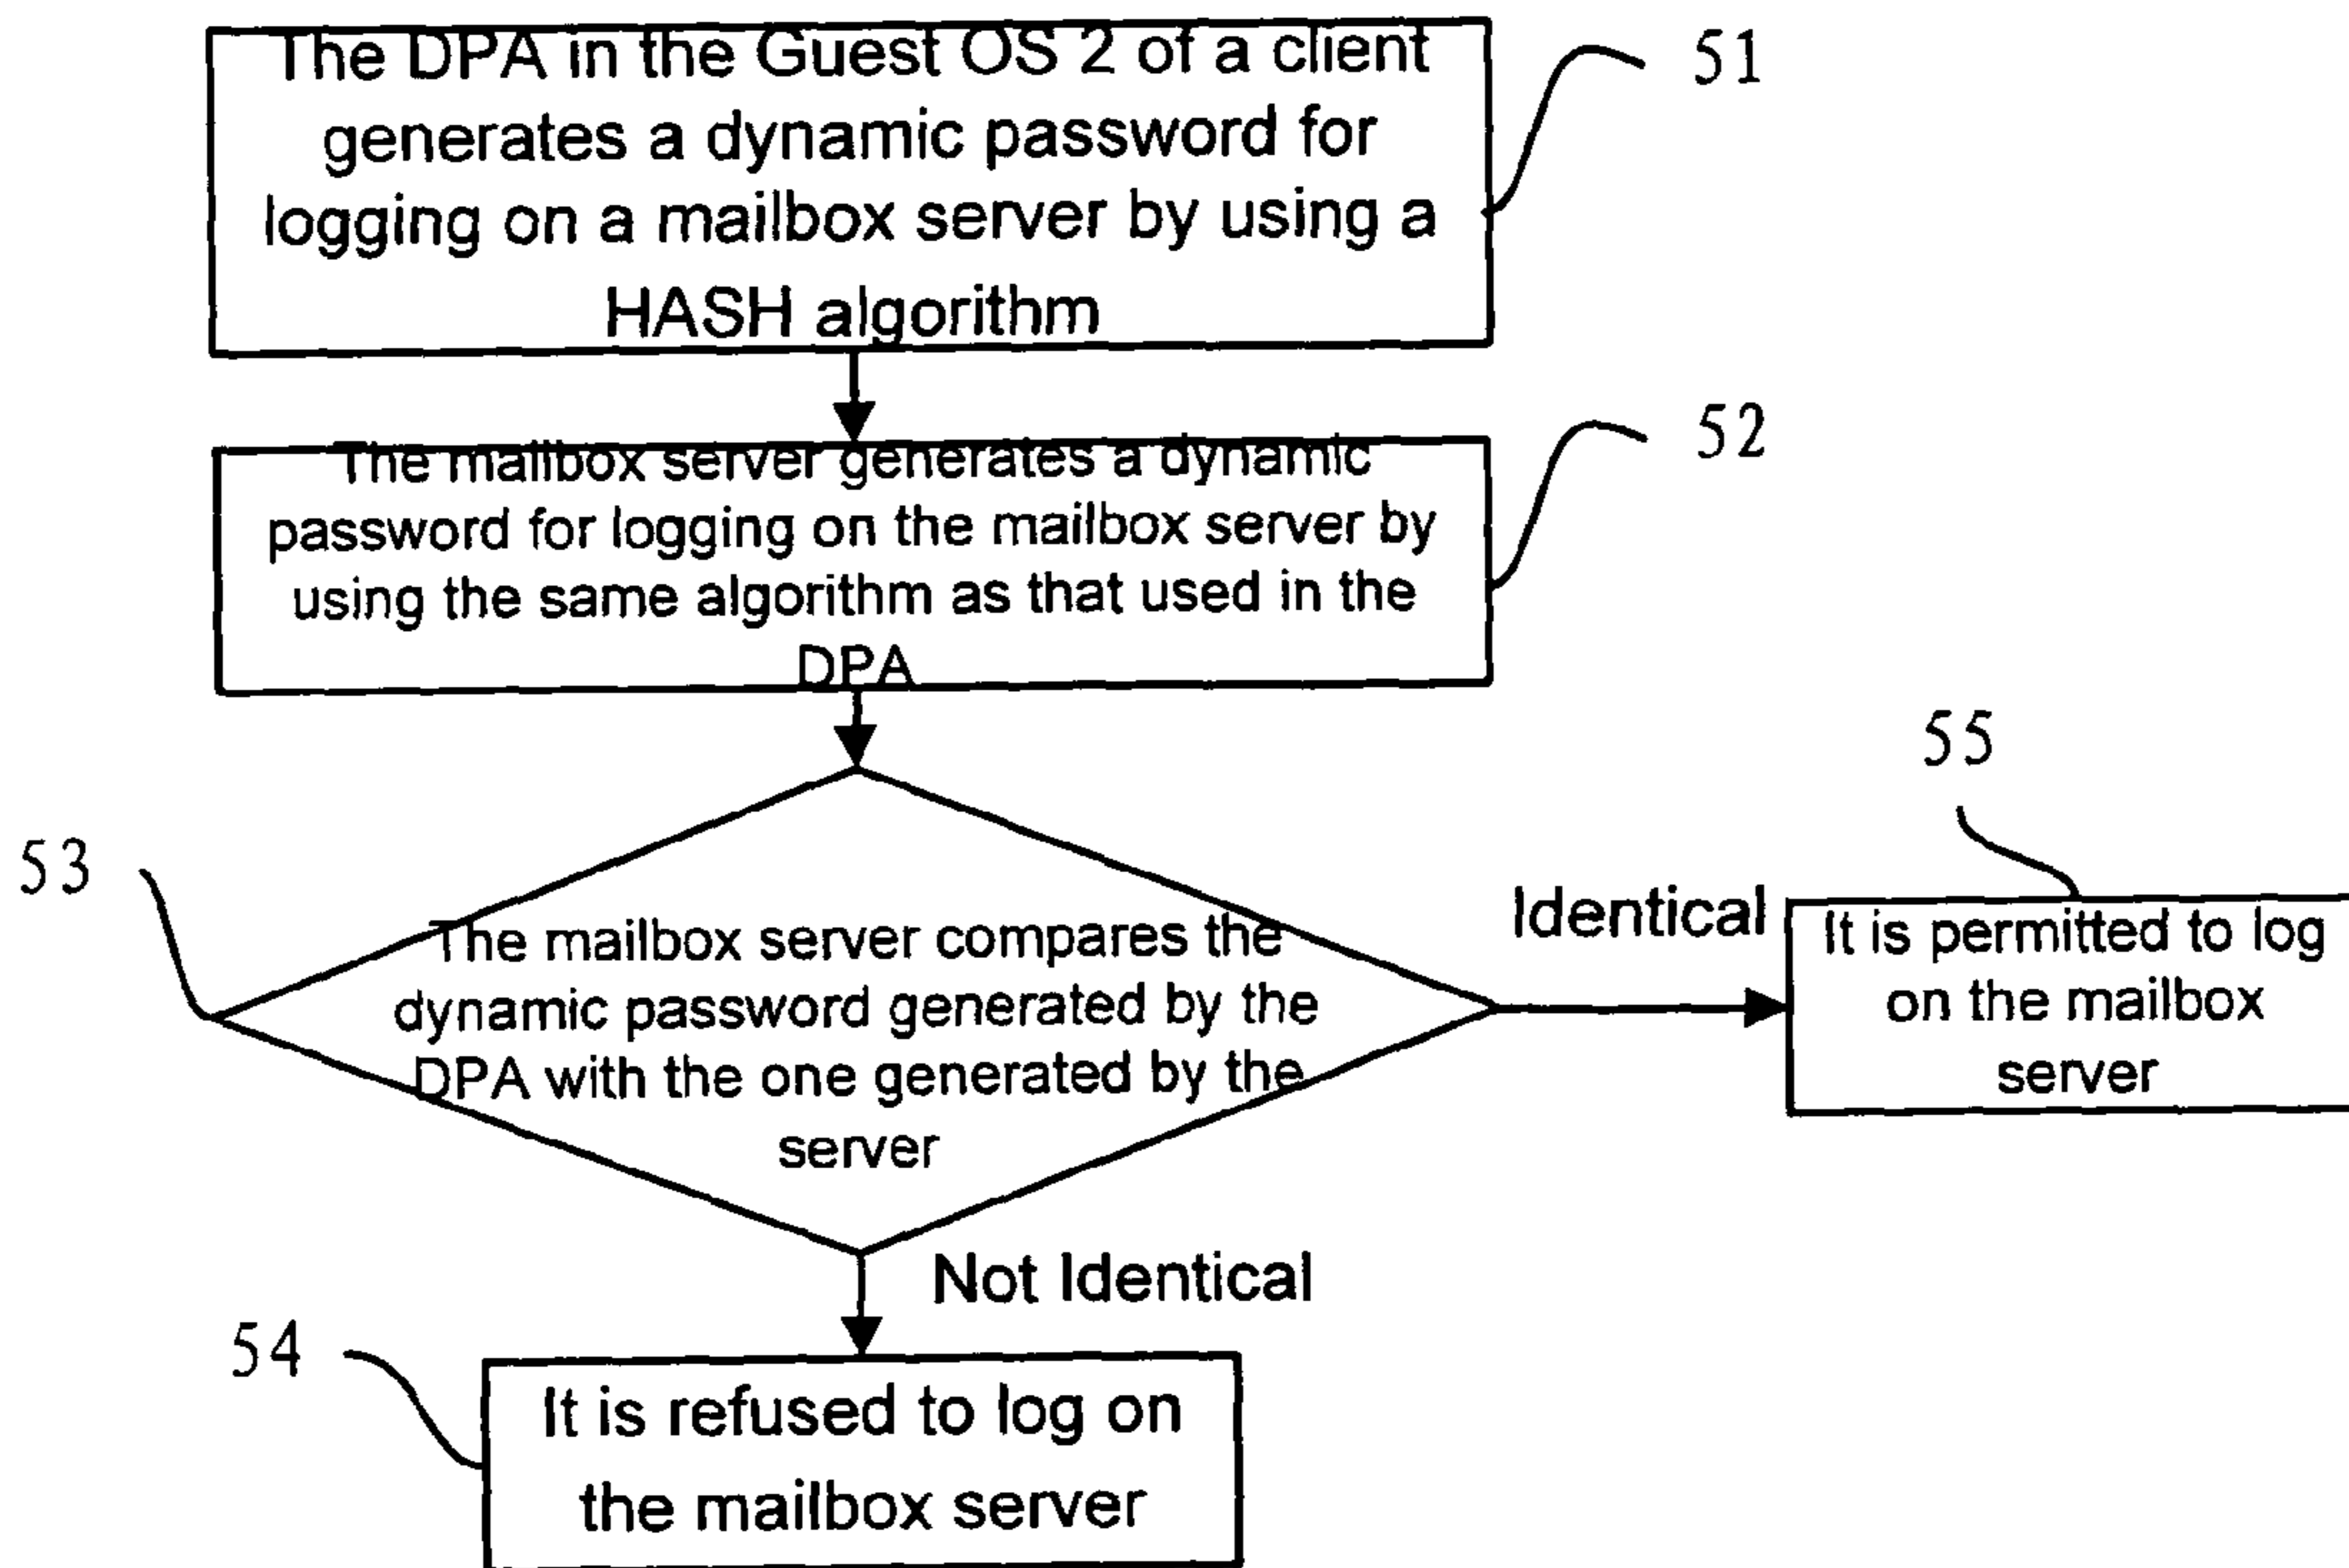 The DPA in the Guest OS 2 of a client
generates a dynamic password for
logging on a mailbox server by using a
HASH algorithm
51
The mailbox server generates a dynamic
password for logging on the mailbox server by
using the same algorithm as that used in the
DPA
52
53
The mailbox server compares the
dynamic password generated by the
DPA with the one generated by the
server
Identical
55
It is permitted to log
on the mailbox
server
Not Identical
54
It is refused to log on
the mailbox server